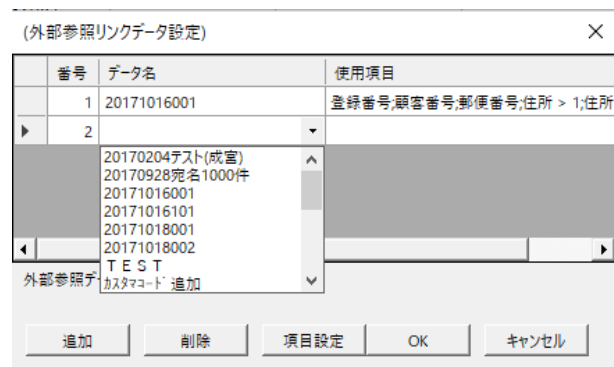 (外部参照リンクデータ設定)
番号 データ名 使用項目
1 20171016001 登録番号;顧客番号;郵便番号;住所 > 1;住所
2
20170204テスト(成宮)
20170928宛名1000件
20171016001
20171016101
20171018001
20171018002
ＴＥＳＴ
ｶｽﾀﾏｺｰﾄﾞ追加
外部参照デ
追加 削除 項目設定 OK キャンセル